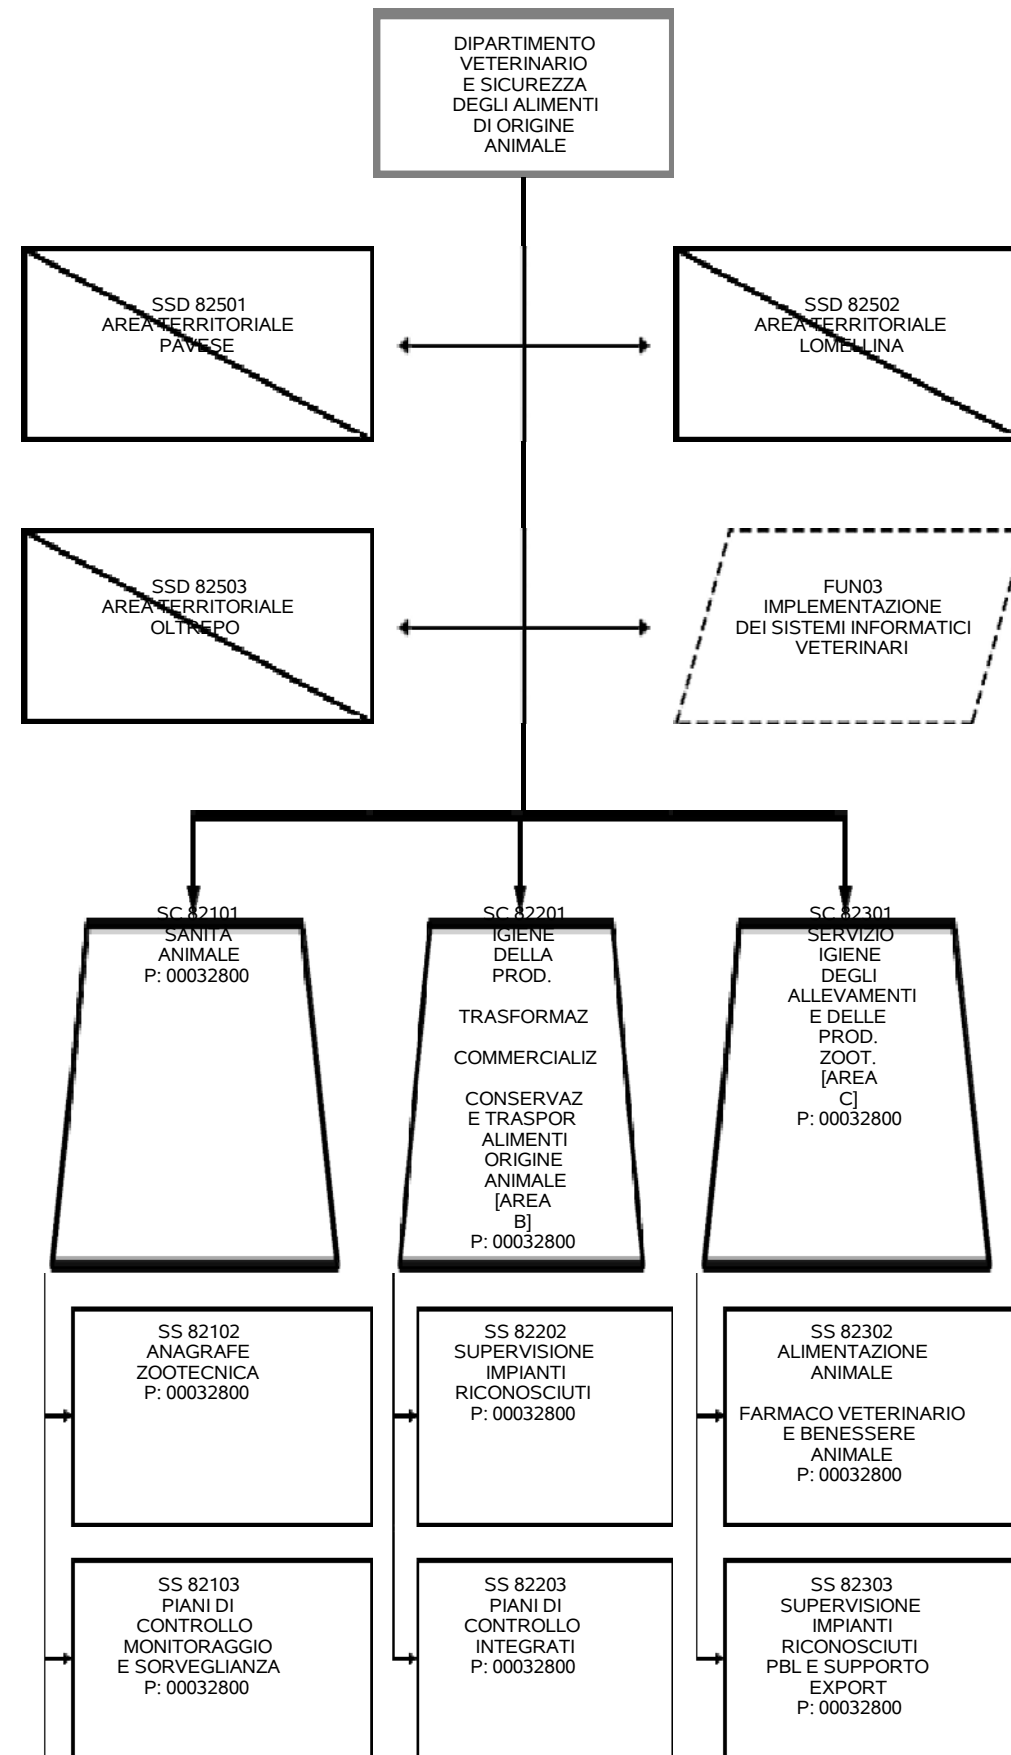 DIPARTIMENTO
VETERINARIO
E SICUREZZA
DEGLI ALIMENTI
DI ORIGINE
ANIMALE
SSD 82501
AREA TERRITORIALE
PAVESE
SSD 82502
AREA TERRITORIALE
LOMELLINA
SSD 82503
AREA TERRITORIALE
OLTREPO
FUN03
IMPLEMENTAZIONE
DEI SISTEMI INFORMATICI
VETERINARI
SC 82101
SANITA
ANIMALE
P: 00032800
SC 82201
IGIENE
DELLA
PROD.
TRASFORMAZ
COMMERCIALIZ
CONSERVAZ
E TRASPOR
ALIMENTI
ORIGINE
ANIMALE
[AREA
B]
P: 00032800
SC 82301
SERVIZIO
IGIENE
DEGLI
ALLEVAMENTI
E DELLE
PROD.
ZOOT.
[AREA
C]
P: 00032800
SS 82102
ANAGRAFE
ZOOTECNICA
P: 00032800
SS 82202
SUPERVISIONE
IMPIANTI
RICONOSCIUTI
P: 00032800
SS 82302
ALIMENTAZIONE
ANIMALE
FARMACO VETERINARIO
E BENESSERE
ANIMALE
P: 00032800
SS 82103
PIANI DI
CONTROLLO
MONITORAGGIO
E SORVEGLIANZA
P: 00032800
SS 82203
PIANI DI
CONTROLLO
INTEGRATI
P: 00032800
SS 82303
SUPERVISIONE
IMPIANTI
RICONOSCIUTI
PBL E SUPPORTO
EXPORT
P: 00032800